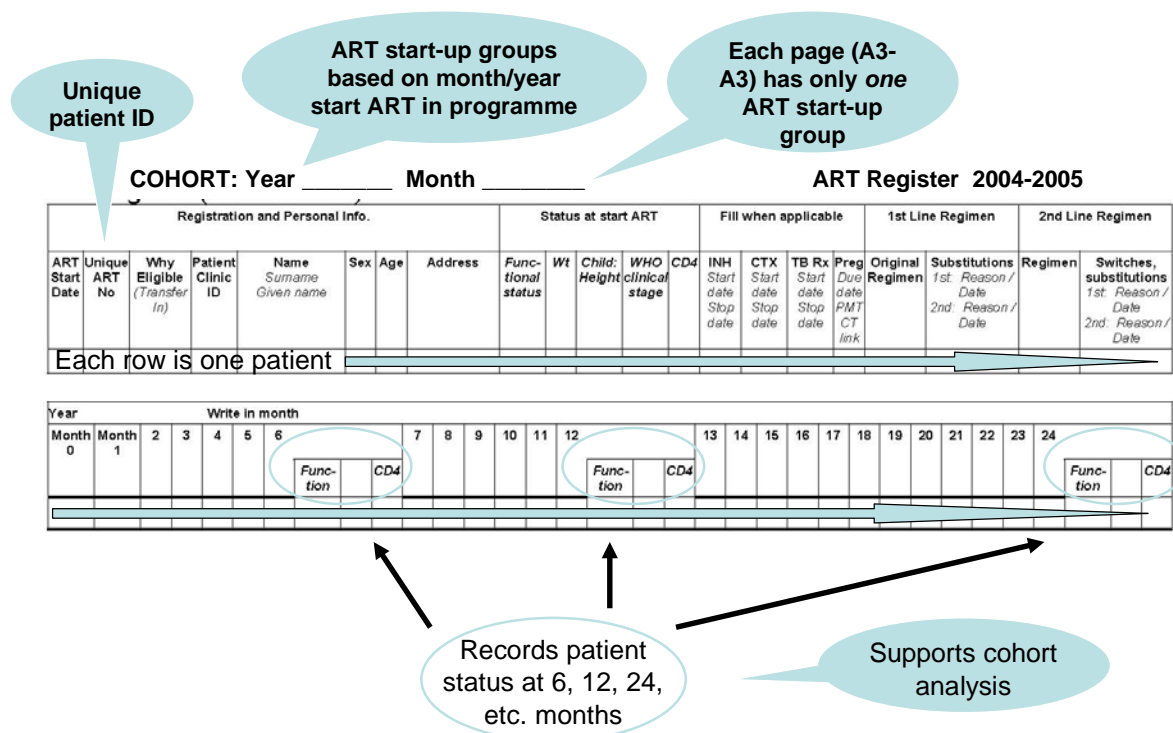 Unique
patient ID
ART start-up groups
based on month/year
start ART in programme
Each page (A3-
A3) has only one
ART start-up
group
COHORT: Year ______ Month ________
ART Register 2004-2005
Registration and Personal Info.
Status at start ART
Fill when applicable
1st Line Regimen
2nd Line Regimen
ART
Start
Date
Unique
ART
No
Why
Eligible
(Transfer
In)
Patient
Clinic
ID
Name
Surname
Given name
Sex
Age
Address
Func-
tional
status
Wt
Child:
Height
WHO
clinical
stage
CD4
INH
Start
date
Stop
date
CTX
Start
date
Stop
date
TB Rx
Start
date
Stop
date
Preg
Due
date
PMT
CT
link
Original
Regimen
Substitutions
1st: Reason /
Date
2nd: Reason /
Date
Regimen
Switches,
substitutions
1st: Reason /
Date
2nd: Reason /
Date
Each row is one patient
Year
Write in month
Month
0
Month
1
2
3
4
5
6
Func-
tion
CD4
7
8
9
10
11
12
Func-
tion
CD4
13
14
15
16
17
18
19
20
21
22
23
24
Func-
tion
CD4
Records patient
status at 6, 12, 24,
etc. months
Supports cohort
analysis